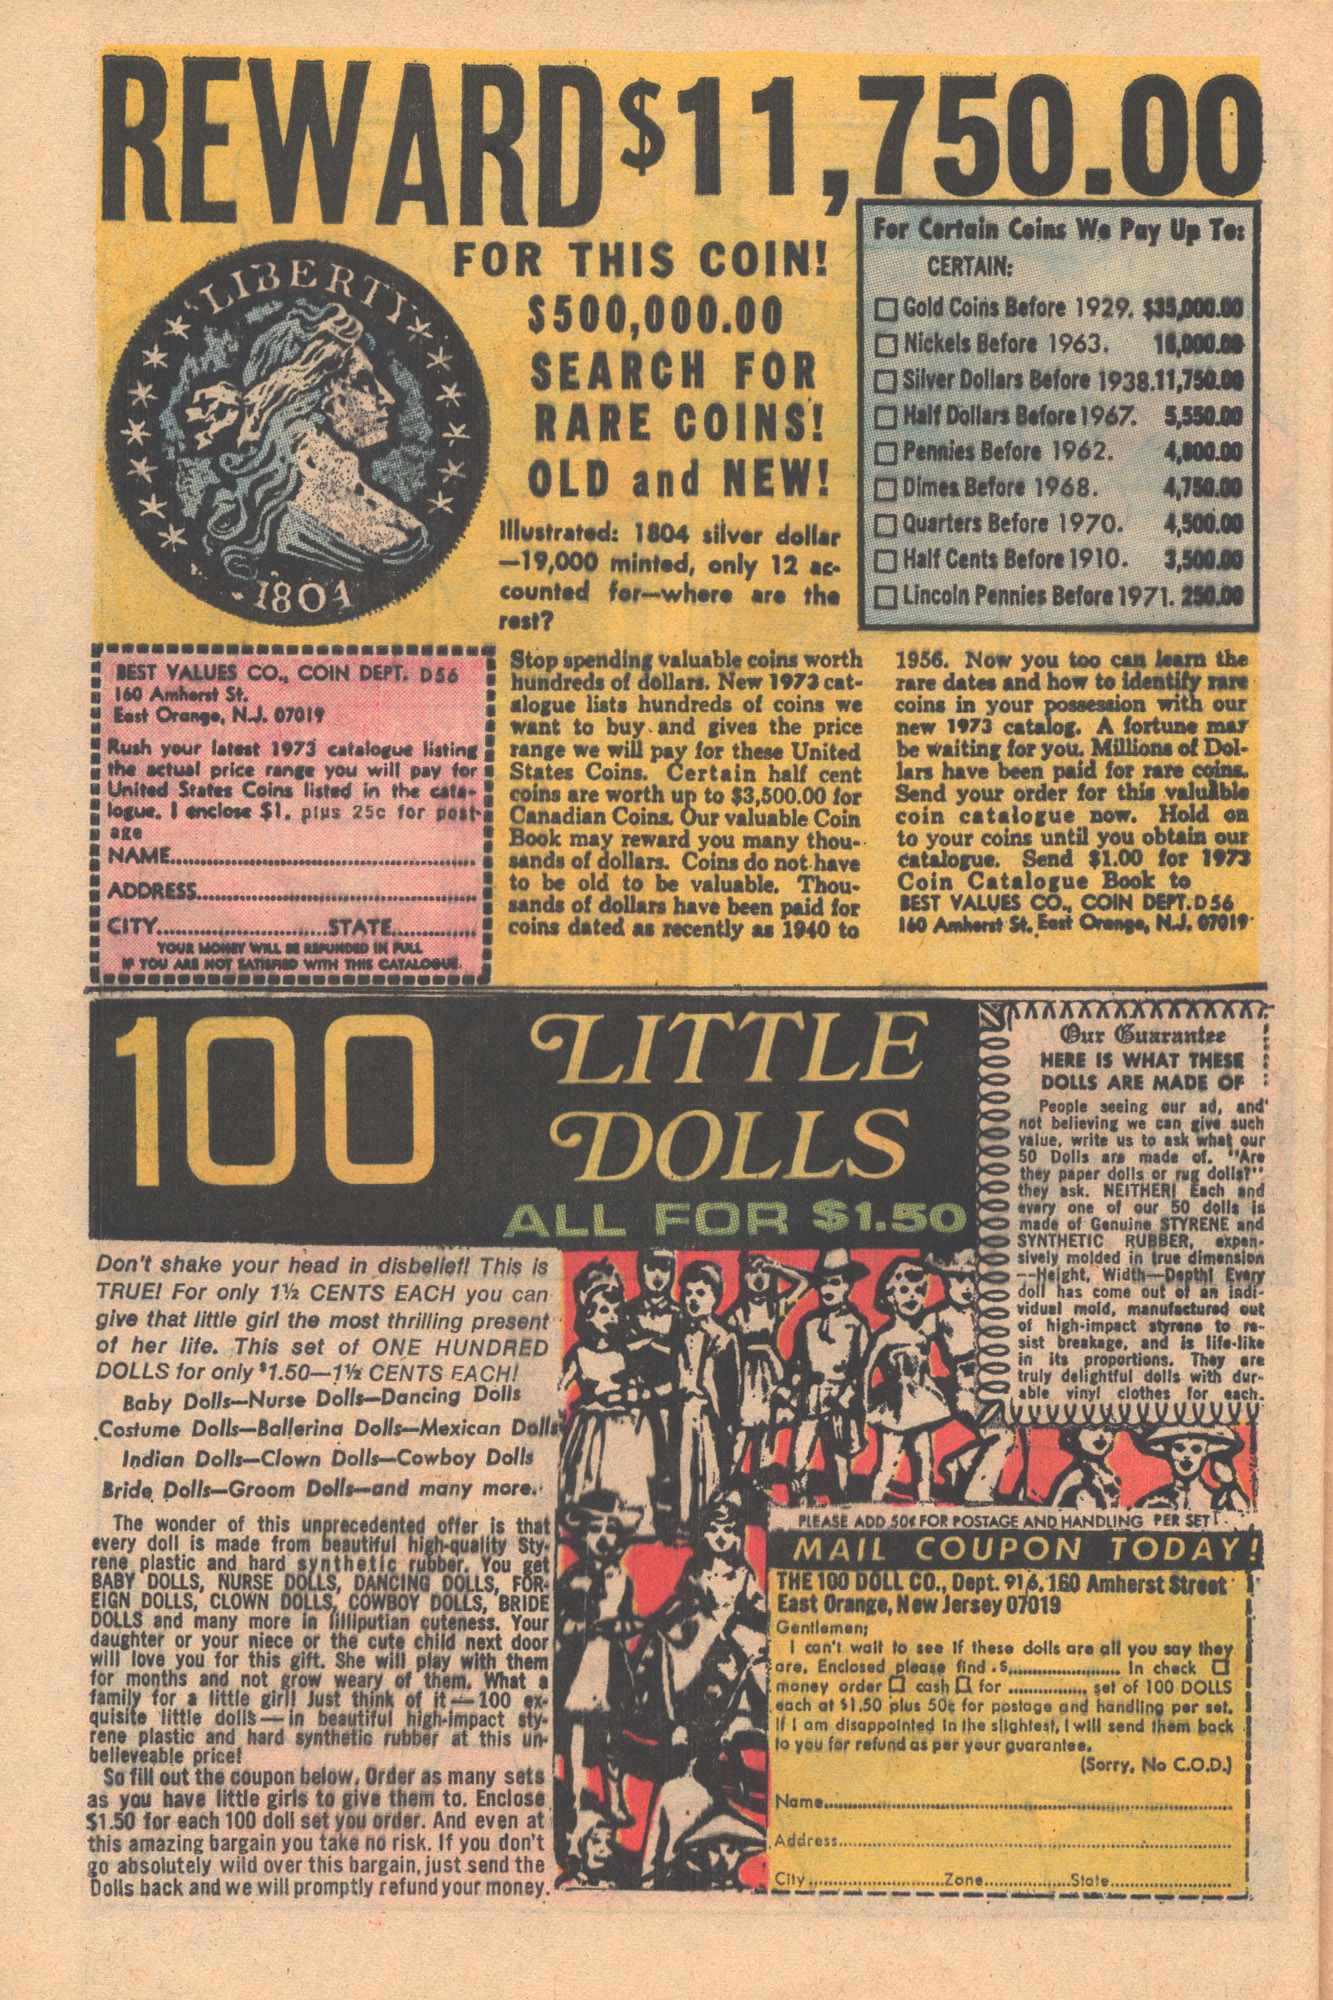 REWARD $11,750.00
FOR THIS COIN!
$500,000.00
SEARCH FOR
RARE COINS!
OLD and NEW!
LIBERTY
1804
Illustrated: 1804 silver dollar
—19,000 minted, only 12 ac-
counted for—where are the
rest?
For Certain Coins We Pay Up To:
CERTAIN:
Gold Coins Before 1929. $35,000.00
Nickels Before 1963. 16,000.00
Silver Dollars Before 1938. 11,750.00
Half Dollars Before 1967. 5,550.00
Pennies Before 1962. 4,800.00
Dimes Before 1968. 4,750.00
Quarters Before 1970. 4,500.00
Half Cents Before 1910. 3,500.00
Lincoln Pennies Before 1971. 250.00
BEST VALUES CO., COIN DEPT. D56
160 Amherst St.
East Orange, N.J. 07019
Rush your latest 1973 catalogue listing
the actual price range you will pay for
United States Coins listed in the cata-
logue. I enclose $1. plus 25c for post-
age
NAME
ADDRESS
CITY STATE
YOUR MONEY WILL BE REFUNDED IN FULL
IF YOU ARE NOT SATISFIED WITH THIS CATALOGUE.
Stop spending valuable coins worth
hundreds of dollars. New 1973 cat-
alogue lists hundreds of coins we
want to buy and gives the price
range we will pay for these United
States Coins. Certain half cent
coins are worth up to $3,500.00 for
Canadian Coins. Our valuable Coin
Book may reward you many thou-
sands of dollars. Coins do not have
to be old to be valuable. Thou-
sands of dollars have been paid for
coins dated as recently as 1940 to
1956. Now you too can learn the
rare dates and how to identify rare
coins in your possession with our
new 1973 catalog. A fortune may
be waiting for you. Millions of Dol-
lars have been paid for rare coins.
Send your order for this valuable
coin catalogue now. Hold on
to your coins until you obtain our
catalogue. Send $1.00 for 1973
Coin Catalogue Book to
BEST VALUES CO., COIN DEPT. D56
160 Amherst St. East Orange, N.J. 07019
100 LITTLE
DOLLS
ALL FOR $1.50
Our Guarantee
HERE IS WHAT THESE
DOLLS ARE MADE OF
People seeing our ad, and
not believing we can give such
value, write us to ask what our
50 Dolls are made of. "Are
they paper dolls or rug dolls?"
they ask. NEITHER! Each and
every one of our 50 dolls is
made of Genuine STYRENE and
SYNTHETIC RUBBER, expen-
sively molded in true dimension
—Height, Width—Depth! Every
doll has come out of an indi-
vidual mold, manufactured out
of high-impact styrene to re-
sist breakage, and is life-like
in its proportions. They are
truly delightful dolls with dur-
able vinyl clothes for each.
Don't shake your head in disbelief! This is
TRUE! For only 1½ CENTS EACH you can
give that little girl the most thrilling present
of her life. This set of ONE HUNDRED
DOLLS for only $1.50—1½ CENTS EACH!
Baby Dolls—Nurse Dolls—Dancing Dolls
Costume Dolls—Ballerina Dolls—Mexican Dolls
Indian Dolls—Clown Dolls—Cowboy Dolls
Bride Dolls—Groom Dolls—and many more.
The wonder of this unprecedented offer is that
every doll is made from beautiful high-quality Sty-
rene plastic and hard synthetic rubber. You get
BABY DOLLS, NURSE DOLLS, DANCING DOLLS, FOR-
EIGN DOLLS, CLOWN DOLLS, COWBOY DOLLS, BRIDE
DOLLS and many more in lilliputian cuteness. Your
daughter or your niece or the cute child next door
will love you for this gift. She will play with them
for months and not grow weary of them. What a
family for a little girl! Just think of it—100 ex-
quisite little dolls—in beautiful high-impact sty-
rene plastic and hard synthetic rubber at this un-
believeable price!
So fill out the coupon below. Order as many sets
as you have little girls to give them to. Enclose
$1.50 for each 100 doll set you order. And even at
this amazing bargain you take no risk. If you don't
go absolutely wild over this bargain, just send the
Dolls back and we will promptly refund your money.
PLEASE ADD 50¢ FOR POSTAGE AND HANDLING PER SET
MAIL COUPON TODAY!
THE 100 DOLL CO., Dept. 916, 160 Amherst Street
East Orange, New Jersey 07019
Gentlemen;
I can't wait to see if these dolls are all you say they
are. Enclosed please find $ In check
money order cash for set of 100 DOLLS
each at $1.50 plus 50¢ for postage and handling per set.
If I am disappointed in the slightest, I will send them back
to you for refund as per your guarantee.
(Sorry, No C.O.D.)
Name
Address
City Zone State